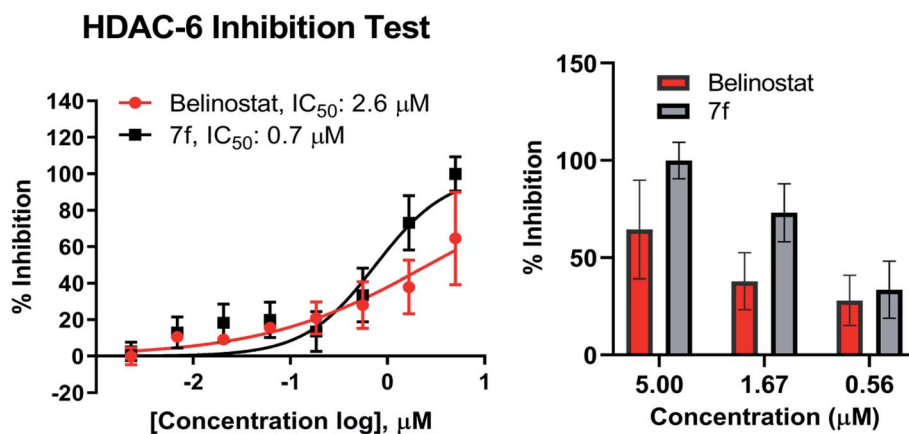 HDAC-6 Inhibition Test
Belinostat, IC50: 2.6 μM
7f, IC50: 0.7 μM
% Inhibition
140
120
100
80
60
40
20
0
-20
-2
-1
0
1
[Concentration log], μM
Belinostat
7f
% Inhibition
150
100
50
0
5.00
1.67
0.56
Concentration (μM)